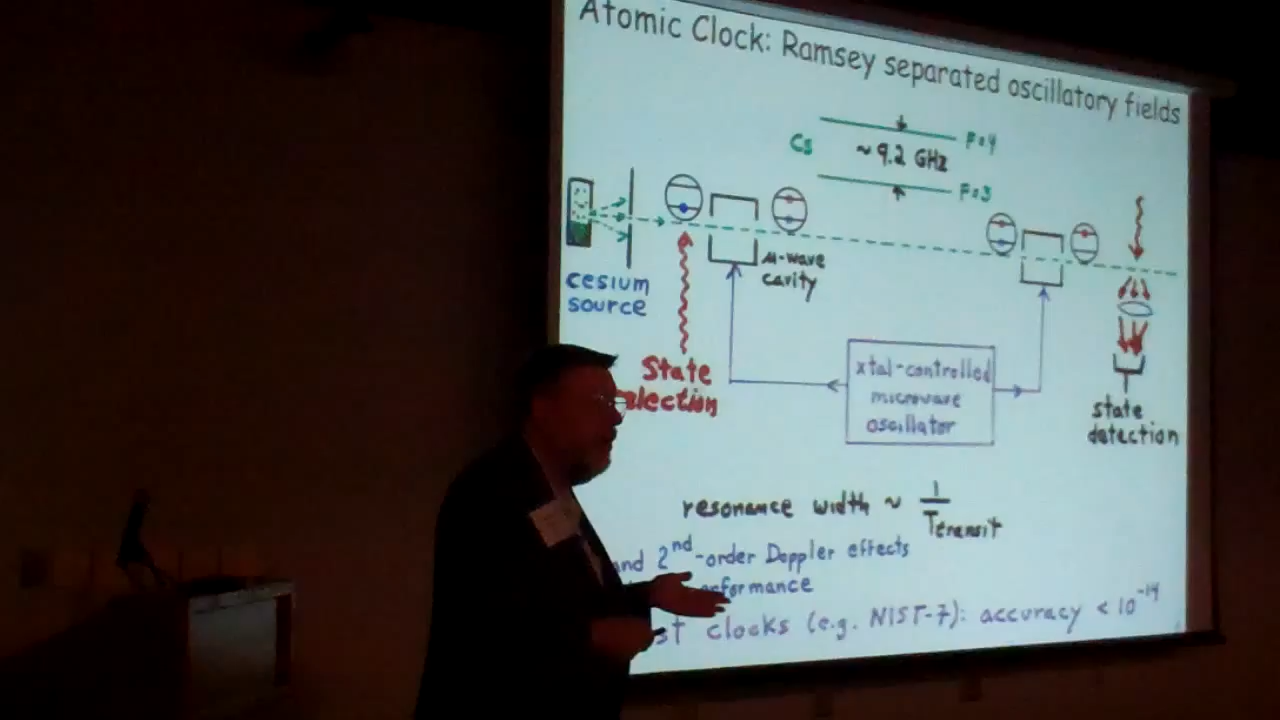 Atomic Clock: Ramsey separated oscillatory fields
Cs
F=4
~ 9.2 GHz
F=3
cesium
source
μ-wave
cavity
State
xtal-controlled
microwave
oscillator
state
detection
resonance width ~ 1
Ttransit
and 2nd-order Doppler effects
performance
clocks (e.g. NIST-7): accuracy < 10-14